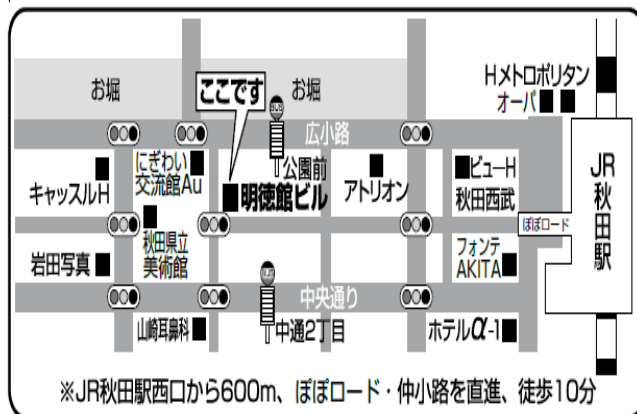 Hメトロポリタン
オーパ
お堀
ここです
お堀
BUS
広小路
にぎわい
交流館Au
公園前
キャッスルH
明徳館ビル
アトリオン
ビューH
秋田西武
JR秋田駅
ぽぽロード
岩田写真
秋田県立
美術館
フォンテ
AKITA
BUS
中央通り
山崎耳鼻科
中通2丁目
ホテルα-1
※JR秋田駅西口から600m、ぽぽロード・仲小路を直進、徒歩10分